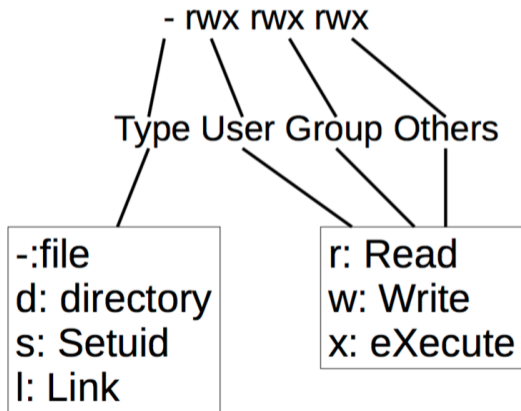 - rwx rwx rwx
Type User Group Others
-:file
d: directory
s: Setuid
l: Link
r: Read
w: Write
x: eXecute